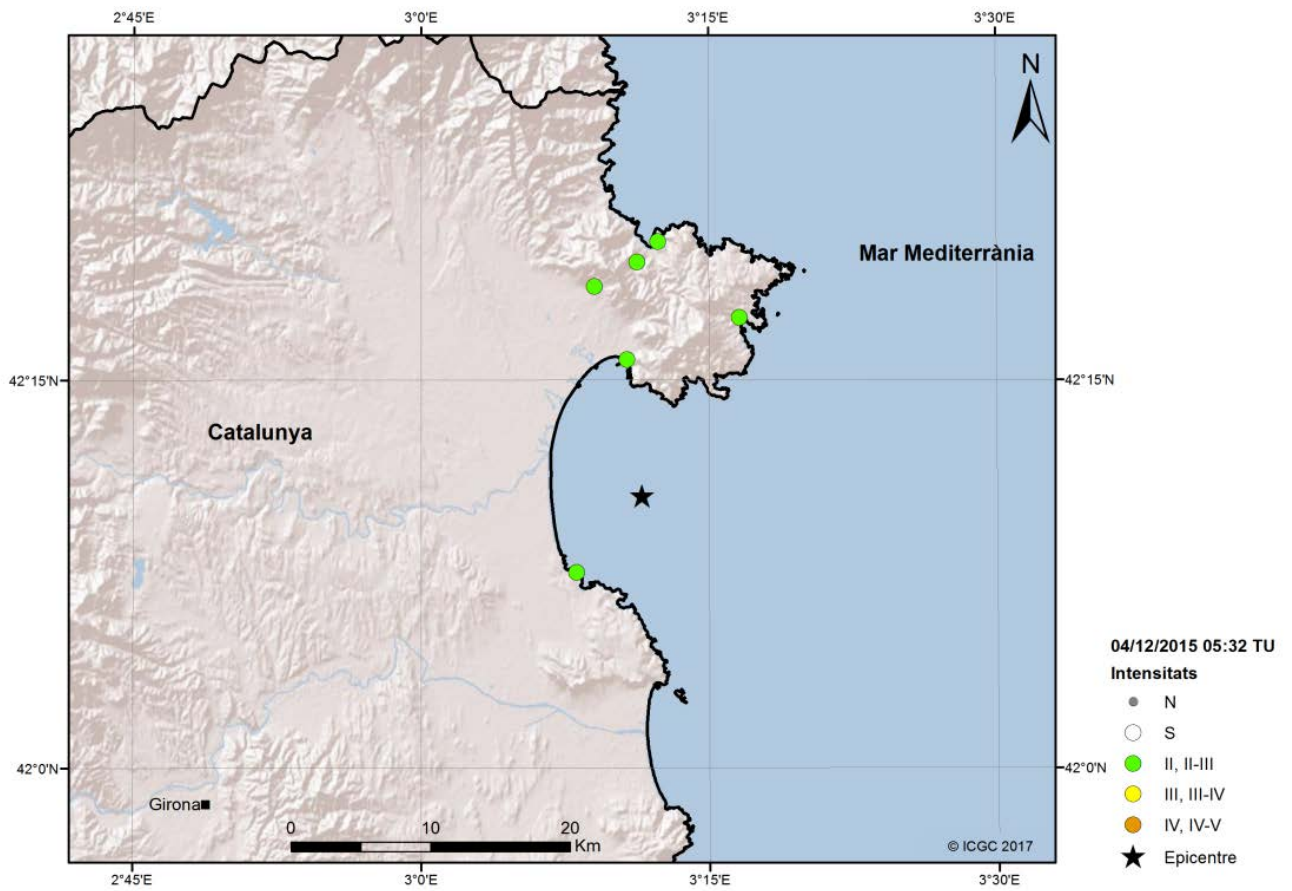 2°45'E 3°0'E 3°15'E 3°30'E
N
Mar Mediterrània
42°15'N 42°15'N
Catalunya
04/12/2015 05:32 TU
Intensitats
N
S
42°0'N 42°0'N
II, II-III
III, III-IV
Girona
IV, IV-V
0 10 20
Km
© ICGC 2017
Epicentre
2°45'E 3°0'E 3°15'E 3°30'E